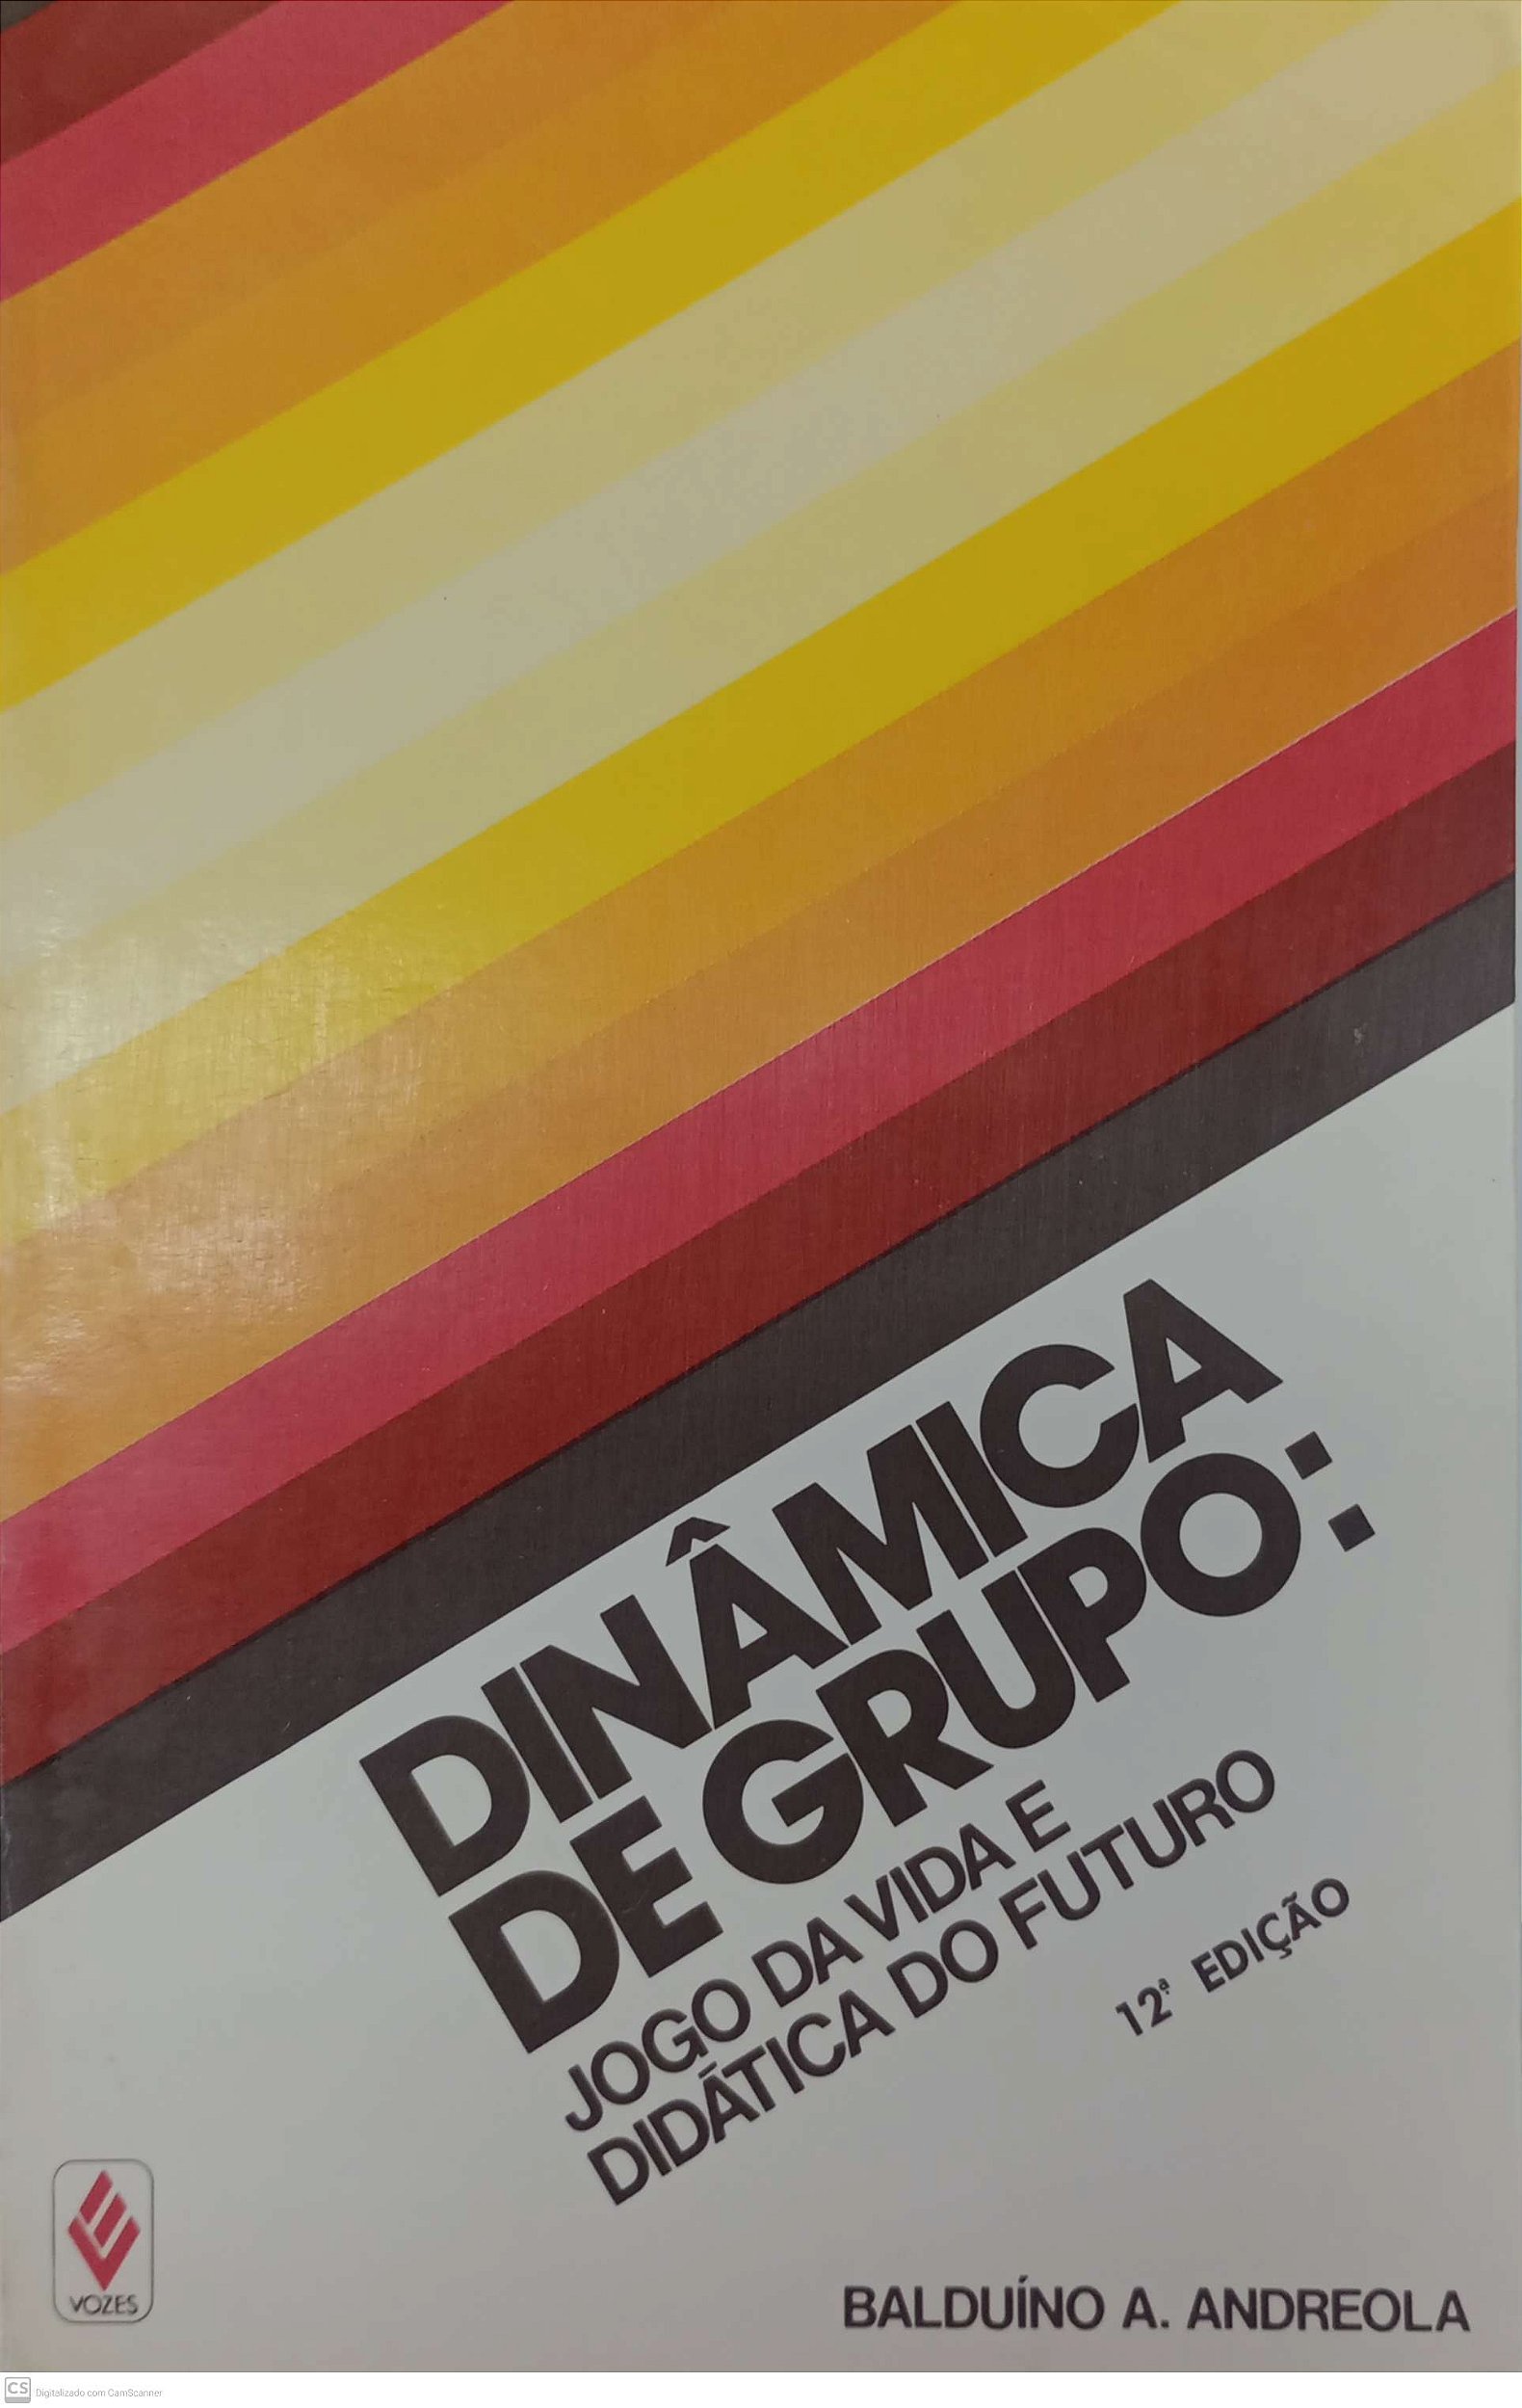 DINÂMICA
DE GRUPO:
JOGO DA VIDA E
DIDÁTICA DO FUTURO
12ª EDIÇÃO
VOZES
BALDUÍNO A. ANDREOLA
CS Digitalizado com CamScanner